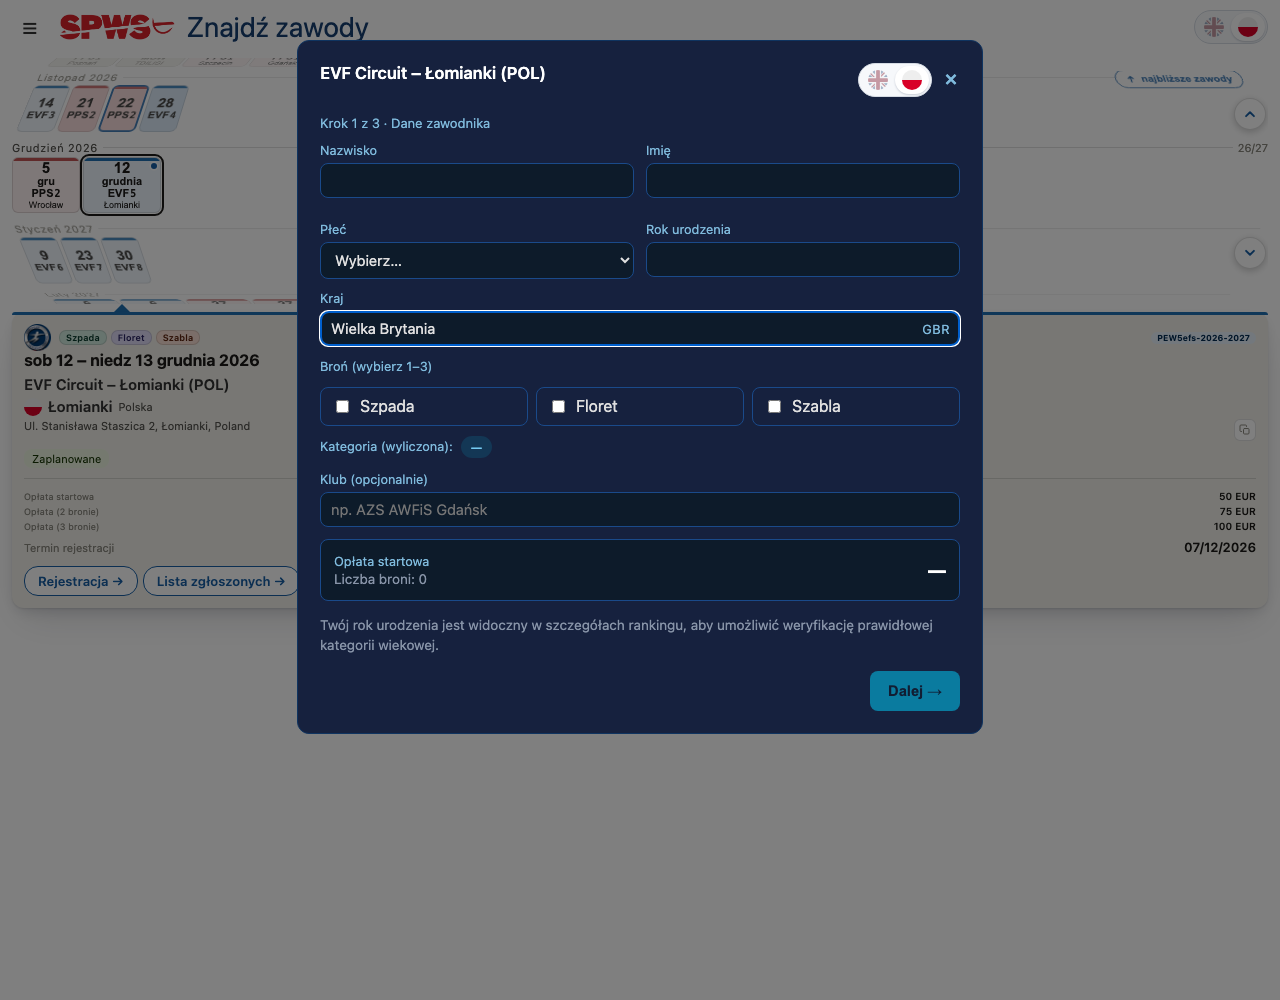 SPWS Znajdź zawody
Listopad 2026
14 EVF3
21 PPS2
22 PPS2
28 EVF4
↑ najbliższe zawody
Grudzień 2026
26/27
5 gru PPS2 Wrocław
12 grudnia EVF5 Łomianki
Styczeń 2027
9 EVF6
23 EVF7
30 EVF8
Szpada Floret Szabla
PEW5efs-2026-2027
sob 12 – niedz 13 grudnia 2026
EVF Circuit – Łomianki (POL)
Łomianki Polska
Ul. Stanisława Staszica 2, Łomianki, Poland
Zaplanowane
Opłata startowa 50 EUR
Opłata (2 bronie) 75 EUR
Opłata (3 bronie) 100 EUR
Termin rejestracji 07/12/2026
Rejestracja → Lista zgłoszonych →
EVF Circuit – Łomianki (POL)
×
Krok 1 z 3 · Dane zawodnika
Nazwisko
Imię
Płeć
Wybierz...
Rok urodzenia
Kraj
Wielka Brytania GBR
Broń (wybierz 1–3)
Szpada
Floret
Szabla
Kategoria (wyliczona): —
Klub (opcjonalnie)
np. AZS AWFiS Gdańsk
Opłata startowa
Liczba broni: 0
—
Twój rok urodzenia jest widoczny w szczegółach rankingu, aby umożliwić weryfikację prawidłowej
kategorii wiekowej.
Dalej →